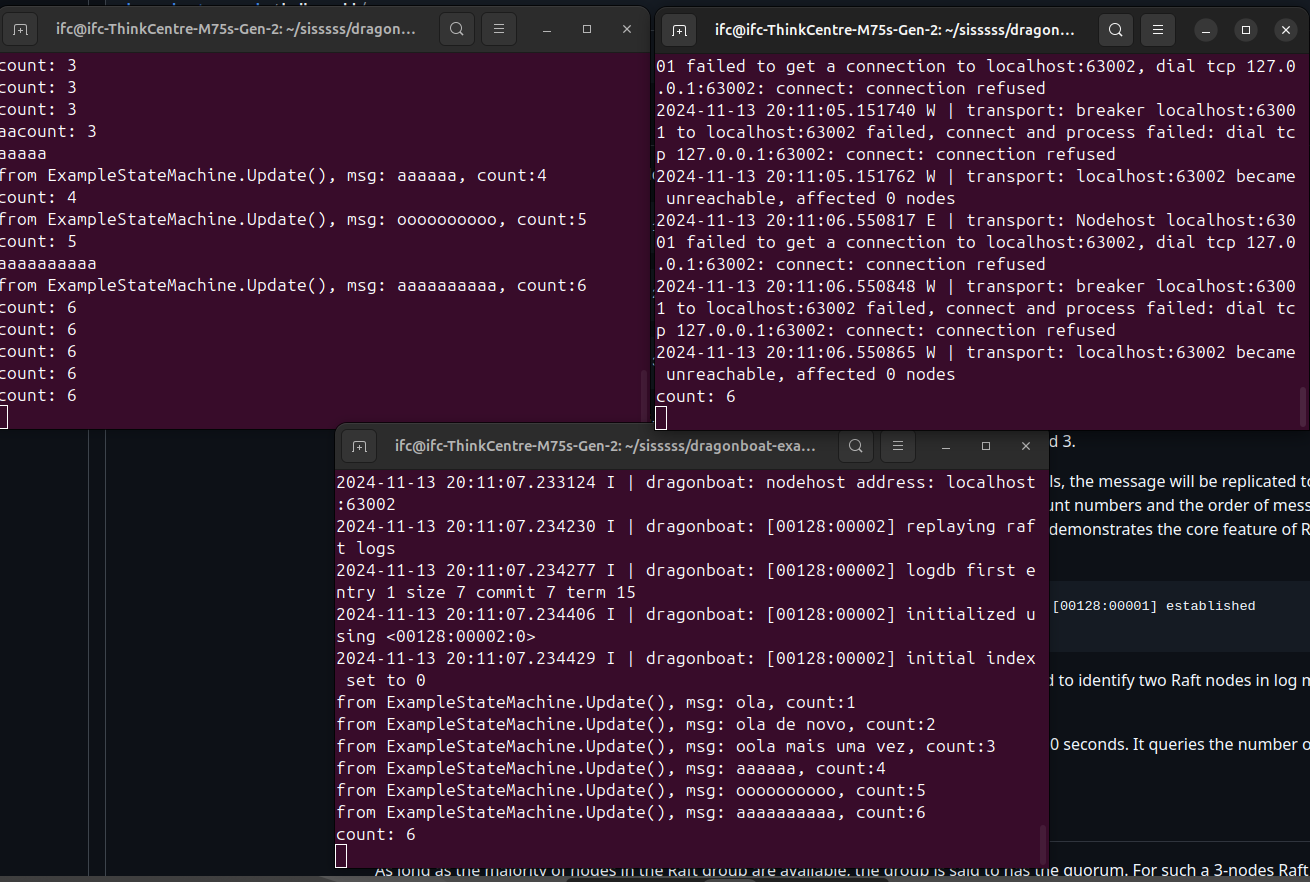 ifc@ifc-ThinkCentre-M75s-Gen-2: ~/sisssss/dragon...
count: 3
count: 3
count: 3
aacount: 3
aaaaa
from ExampleStateMachine.Update(), msg: aaaaaa, count:4
count: 4
from ExampleStateMachine.Update(), msg: oooooooooo, count:5
count: 5
aaaaaaaaaa
from ExampleStateMachine.Update(), msg: aaaaaaaaaa, count:6
count: 6
count: 6
count: 6
count: 6
count: 6
ifc@ifc-ThinkCentre-M75s-Gen-2: ~/sisssss/dragon...
01 failed to get a connection to localhost:63002, dial tcp 127.0
.0.1:63002: connect: connection refused
2024-11-13 20:11:05.151740 W | transport: breaker localhost:6300
1 to localhost:63002 failed, connect and process failed: dial tc
p 127.0.0.1:63002: connect: connection refused
2024-11-13 20:11:05.151762 W | transport: localhost:63002 became
 unreachable, affected 0 nodes
2024-11-13 20:11:06.550817 E | transport: Nodehost localhost:630
01 failed to get a connection to localhost:63002, dial tcp 127.0
.0.1:63002: connect: connection refused
2024-11-13 20:11:06.550848 W | transport: breaker localhost:6300
1 to localhost:63002 failed, connect and process failed: dial tc
p 127.0.0.1:63002: connect: connection refused
2024-11-13 20:11:06.550865 W | transport: localhost:63002 became
 unreachable, affected 0 nodes
count: 6
ifc@ifc-ThinkCentre-M75s-Gen-2: ~/sisssss/dragonboat-exa...
2024-11-13 20:11:07.233124 I | dragonboat: nodehost address: localhost
:63002
2024-11-13 20:11:07.234230 I | dragonboat: [00128:00002] replaying raf
t logs
2024-11-13 20:11:07.234277 I | dragonboat: [00128:00002] logdb first e
ntry 1 size 7 commit 7 term 15
2024-11-13 20:11:07.234406 I | dragonboat: [00128:00002] initialized u
sing <00128:00002:0>
2024-11-13 20:11:07.234429 I | dragonboat: [00128:00002] initial index
 set to 0
from ExampleStateMachine.Update(), msg: ola, count:1
from ExampleStateMachine.Update(), msg: ola de novo, count:2
from ExampleStateMachine.Update(), msg: oola mais uma vez, count:3
from ExampleStateMachine.Update(), msg: aaaaaa, count:4
from ExampleStateMachine.Update(), msg: oooooooooo, count:5
from ExampleStateMachine.Update(), msg: aaaaaaaaaa, count:6
count: 6
d 3.
ls, the message will be replicated to
unt numbers and the order of mess
demonstrates the core feature of R
[00128:00001] established
d to identify two Raft nodes in log m
0 seconds. It queries the number o
As long as the majority of nodes in the Raft group are available, the group is said to has the quorum. For such a 3-nodes Raft